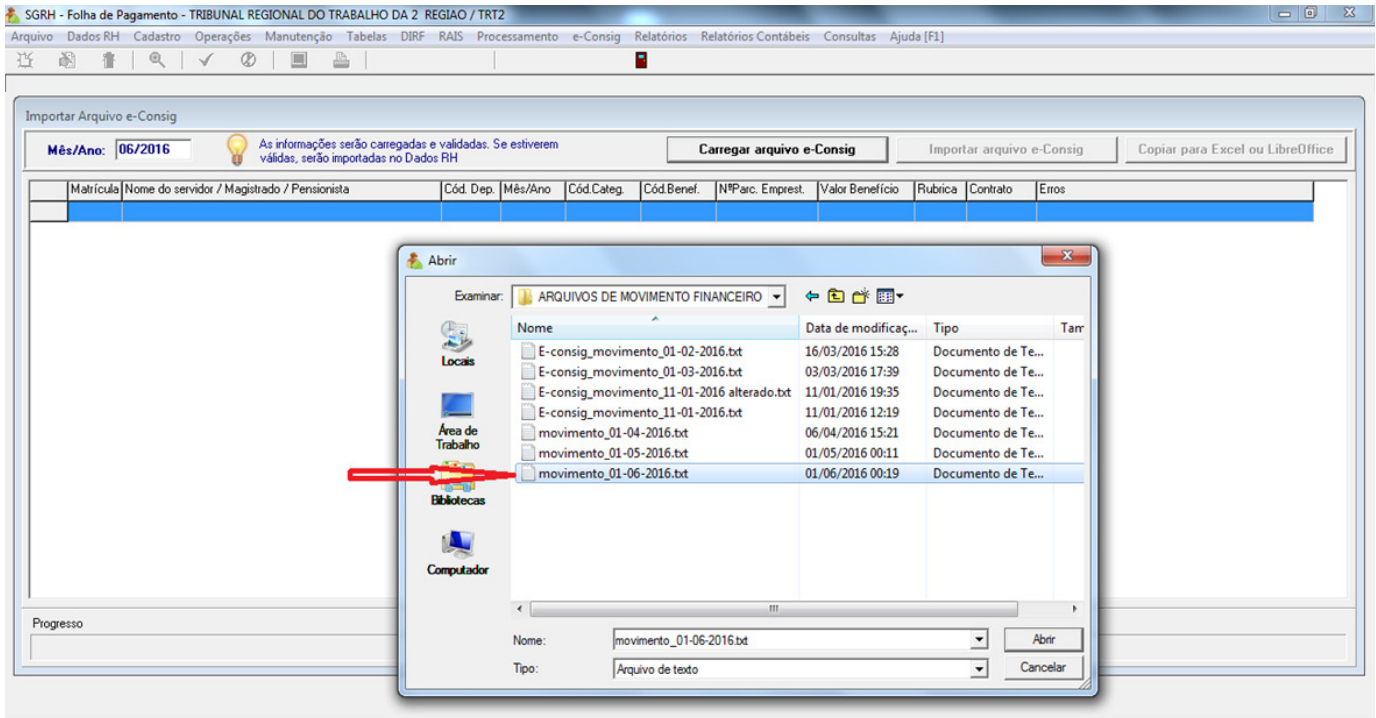 SGRH - Folha de Pagamento - TRIBUNAL REGIONAL DO TRABALHO DA 2 REGIAO / TRT2
Arquivo Dados RH Cadastro Operações Manutenção Tabelas DIRF RAIS Processamento e-Consig Relatórios Relatórios Contábeis Consultas Ajuda [F1]
Importar Arquivo e-Consig
Mês/Ano: 06/2016
As informações serão carregadas e validadas. Se estiverem
válidas, serão importadas no Dados RH
Carregar arquivo e-Consig
Importar arquivo e-Consig
Copiar para Excel ou LibreOffice
Matrícula Nome do servidor / Magistrado / Pensionista Cód. Dep. Mês/Ano Cód.Categ. Cód.Benef. NºParc. Emprest. Valor Benefício Rubrica Contrato Erros
Abrir
Examinar: ARQUIVOS DE MOVIMENTO FINANCEIRO
Nome Data de modificaç... Tipo Tam
E-consig_movimento_01-02-2016.txt 16/03/2016 15:28 Documento de Te...
E-consig_movimento_01-03-2016.txt 03/03/2016 17:39 Documento de Te...
E-consig_movimento_11-01-2016 alterado.txt 11/01/2016 19:35 Documento de Te...
E-consig_movimento_11-01-2016.txt 11/01/2016 12:19 Documento de Te...
movimento_01-04-2016.txt 06/04/2016 15:21 Documento de Te...
movimento_01-05-2016.txt 01/05/2016 00:11 Documento de Te...
movimento_01-06-2016.txt 01/06/2016 00:19 Documento de Te...
Locais
Área de
Trabalho
Bibliotecas
Computador
Nome: movimento_01-06-2016.txt Abrir
Tipo: Arquivo de texto Cancelar
Progresso